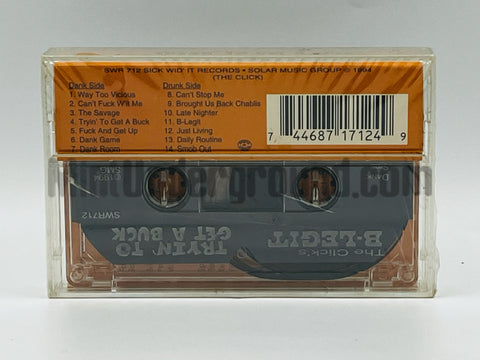 SWR 712 SICK WID' IT RECORDS • SOLAR MUSIC GROUP © 1994
(THE CLICK)
Dank Side
1. Way Too Vicious
2. Can't Fuck Wit Me
3. The Savage
4. Tryin' To Get A Buck
5. Fuck And Get Up
6. Dank Game
7. Dank Room
Drunk Side
8. Can't Stop Me
9. Brought Us Back Chablis
10. Late Nighter
11. B-Legit
12. Just Living
13. Daily Routine
14. Smob Out
7 44687 17124 9
The Click's
B-LEGIT
TRYIN' TO
GET A BUCK
SWR712
©1994
SMG
Dank